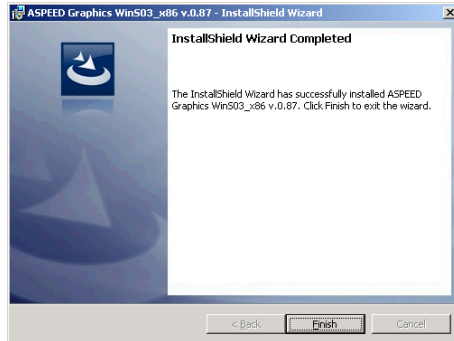 ASPEED Graphics WinS03_x86 v.0.87 - InstallShield Wizard
InstallShield Wizard Completed
The InstallShield Wizard has successfully installed ASPEED
Graphics WinS03_x86 v.0.87. Click Finish to exit the wizard.
< Back
Finish
Cancel